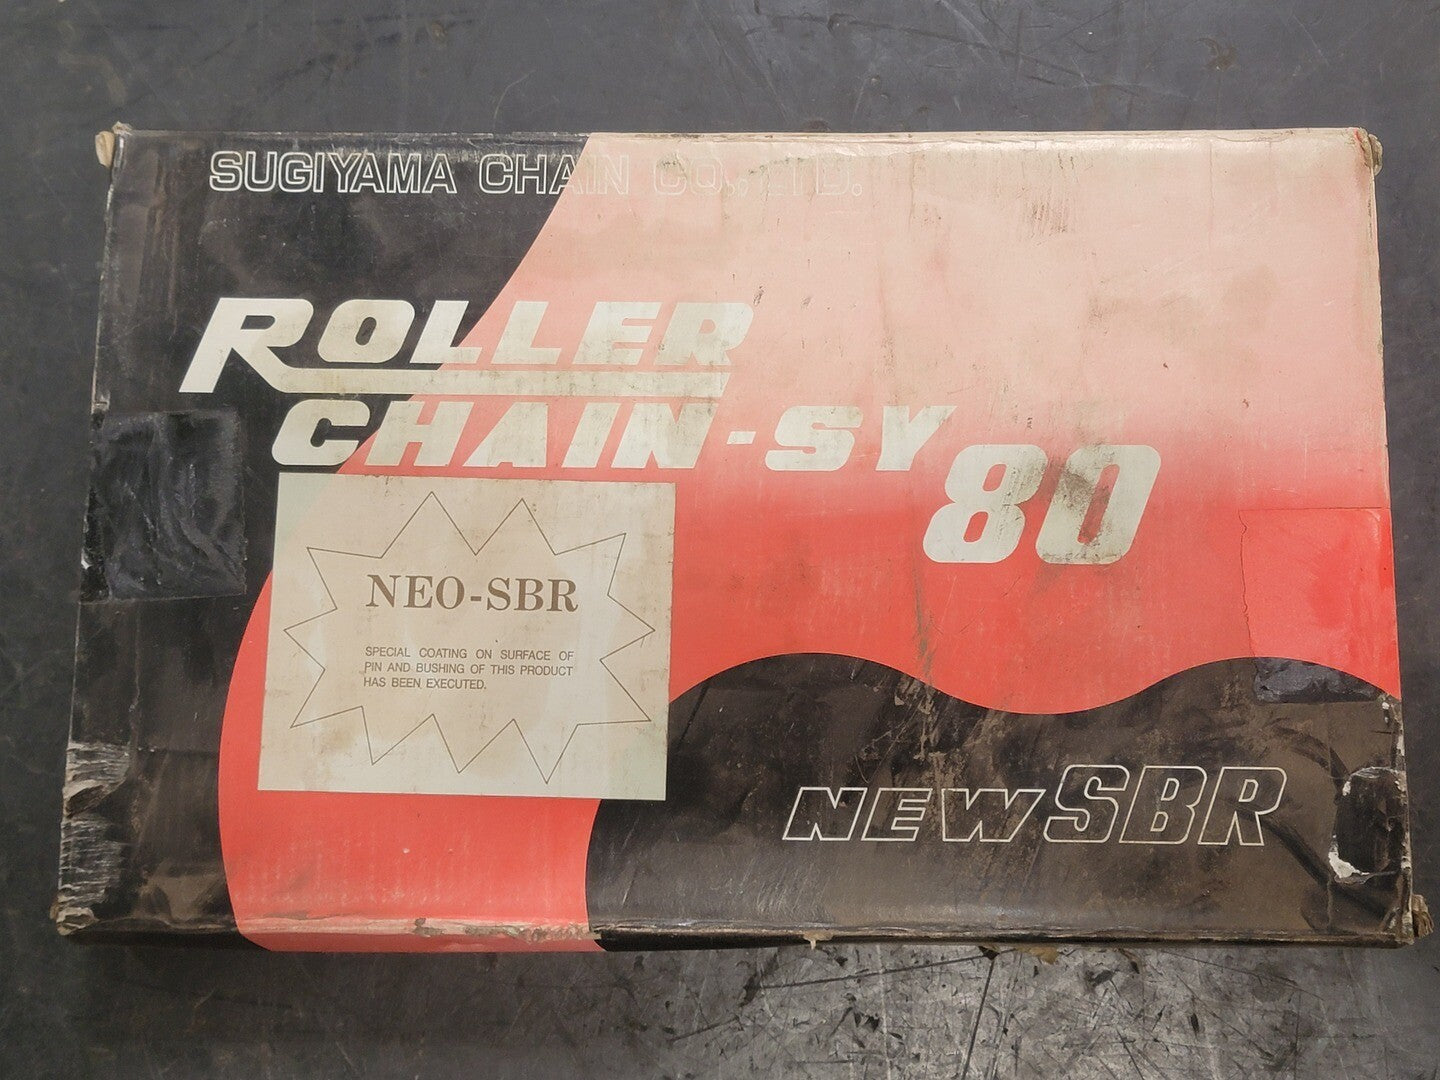 SUGIYAMA CHAIN CO., LTD.
ROLLER
CHAIN-SY
80
NEO-SBR
SPECIAL COATING ON SURFACE OF
PIN AND BUSHING OF THIS PRODUCT
HAS BEEN EXECUTED.
NEW SBR